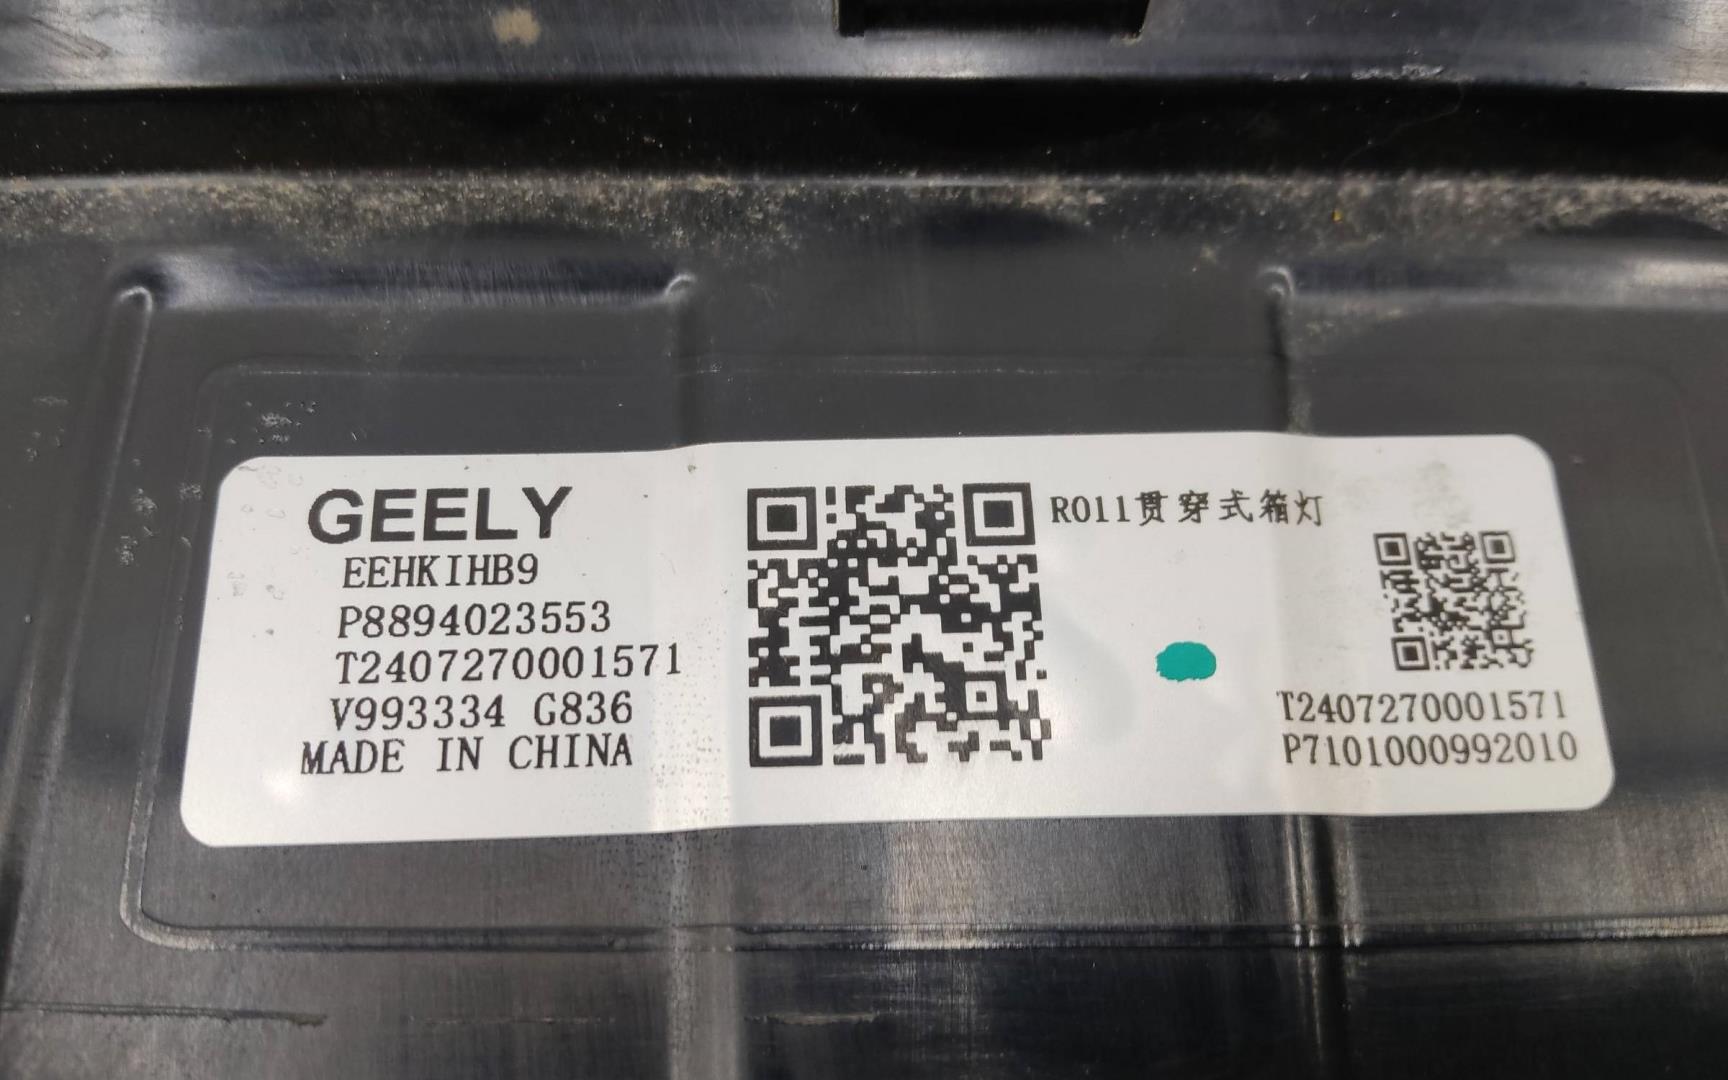 GEELY
EEHKIHB9
P8894023553
T2407270001571
V993334 G836
MADE IN CHINA
R011贯穿式箱灯
T2407270001571
P7101000992010